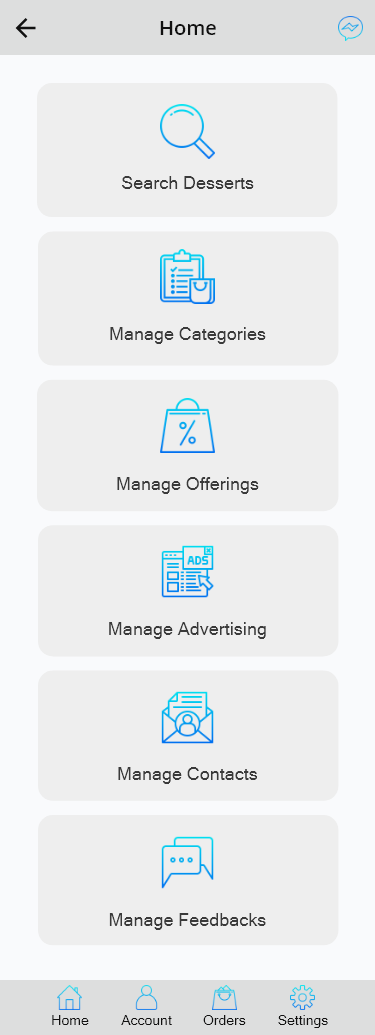 Home
Search Desserts
Manage Categories
Manage Offerings
ADS
Manage Advertising
Manage Contacts
Manage Feedbacks
Home Account Orders Settings